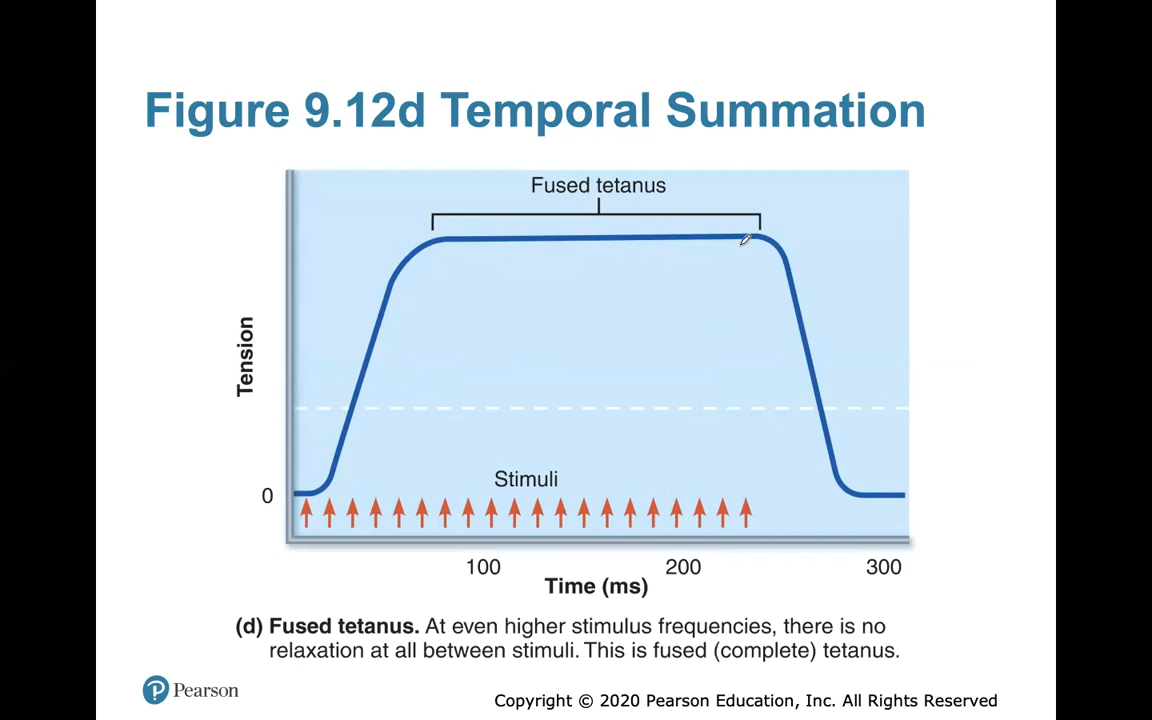 Figure 9.12d Temporal Summation
Fused tetanus
Tension
Stimuli
0
100 200 300
Time (ms)
(d) Fused tetanus. At even higher stimulus frequencies, there is no
relaxation at all between stimuli. This is fused (complete) tetanus.
P Pearson
Copyright © 2020 Pearson Education, Inc. All Rights Reserved